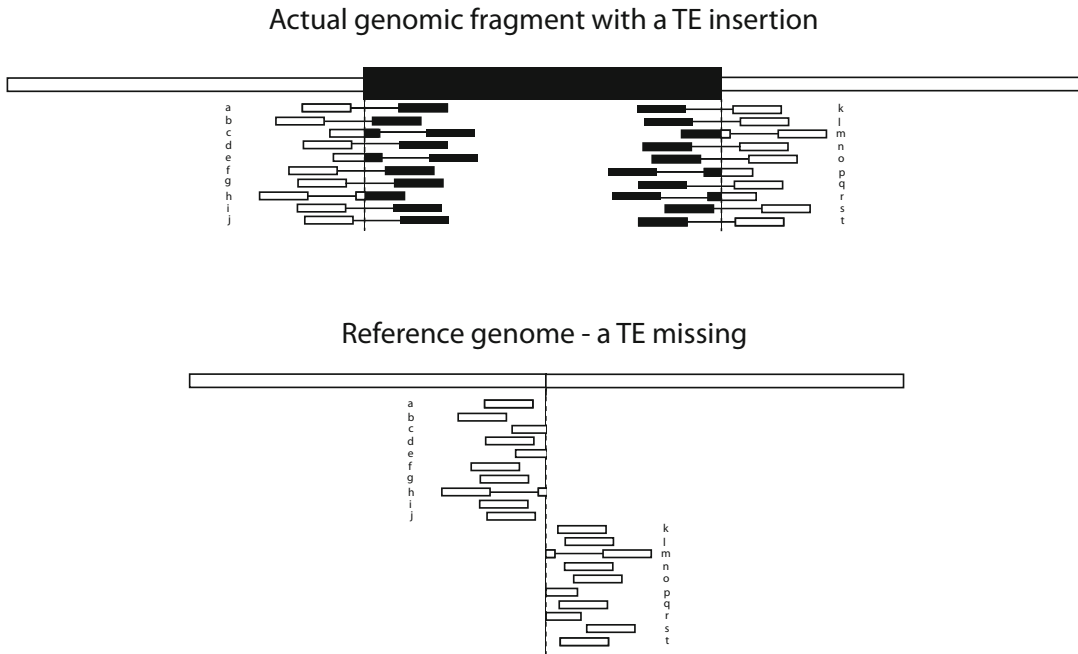 Actual genomic fragment with a TE insertion
a
b
c
d
e
f
g
h
i
j
k
l
m
n
o
p
q
r
s
t
Reference genome - a TE missing
a
b
c
d
e
f
g
h
i
j
k
l
m
n
o
p
q
r
s
t